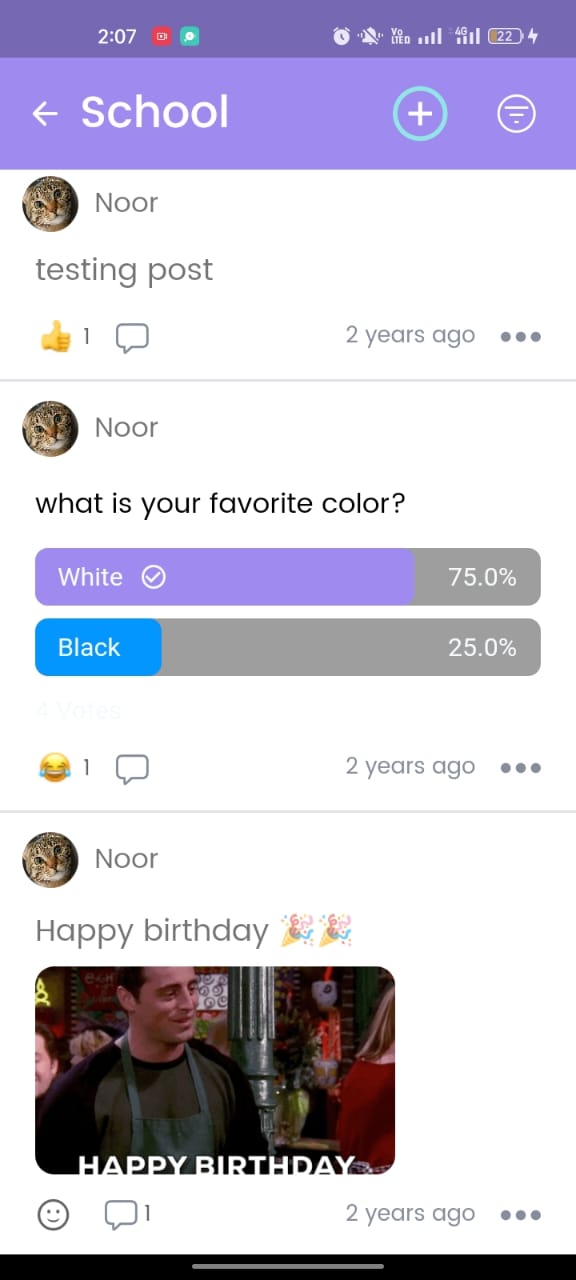 2:07
Vo
LTED
4G
22
School
Noor
testing post
1
2 years ago
Noor
what is your favorite color?
White
75.0%
Black
25.0%
4 Votes
1
2 years ago
Noor
Happy birthday 🎉🎉
HAPPY BIRTHDAY
1
2 years ago